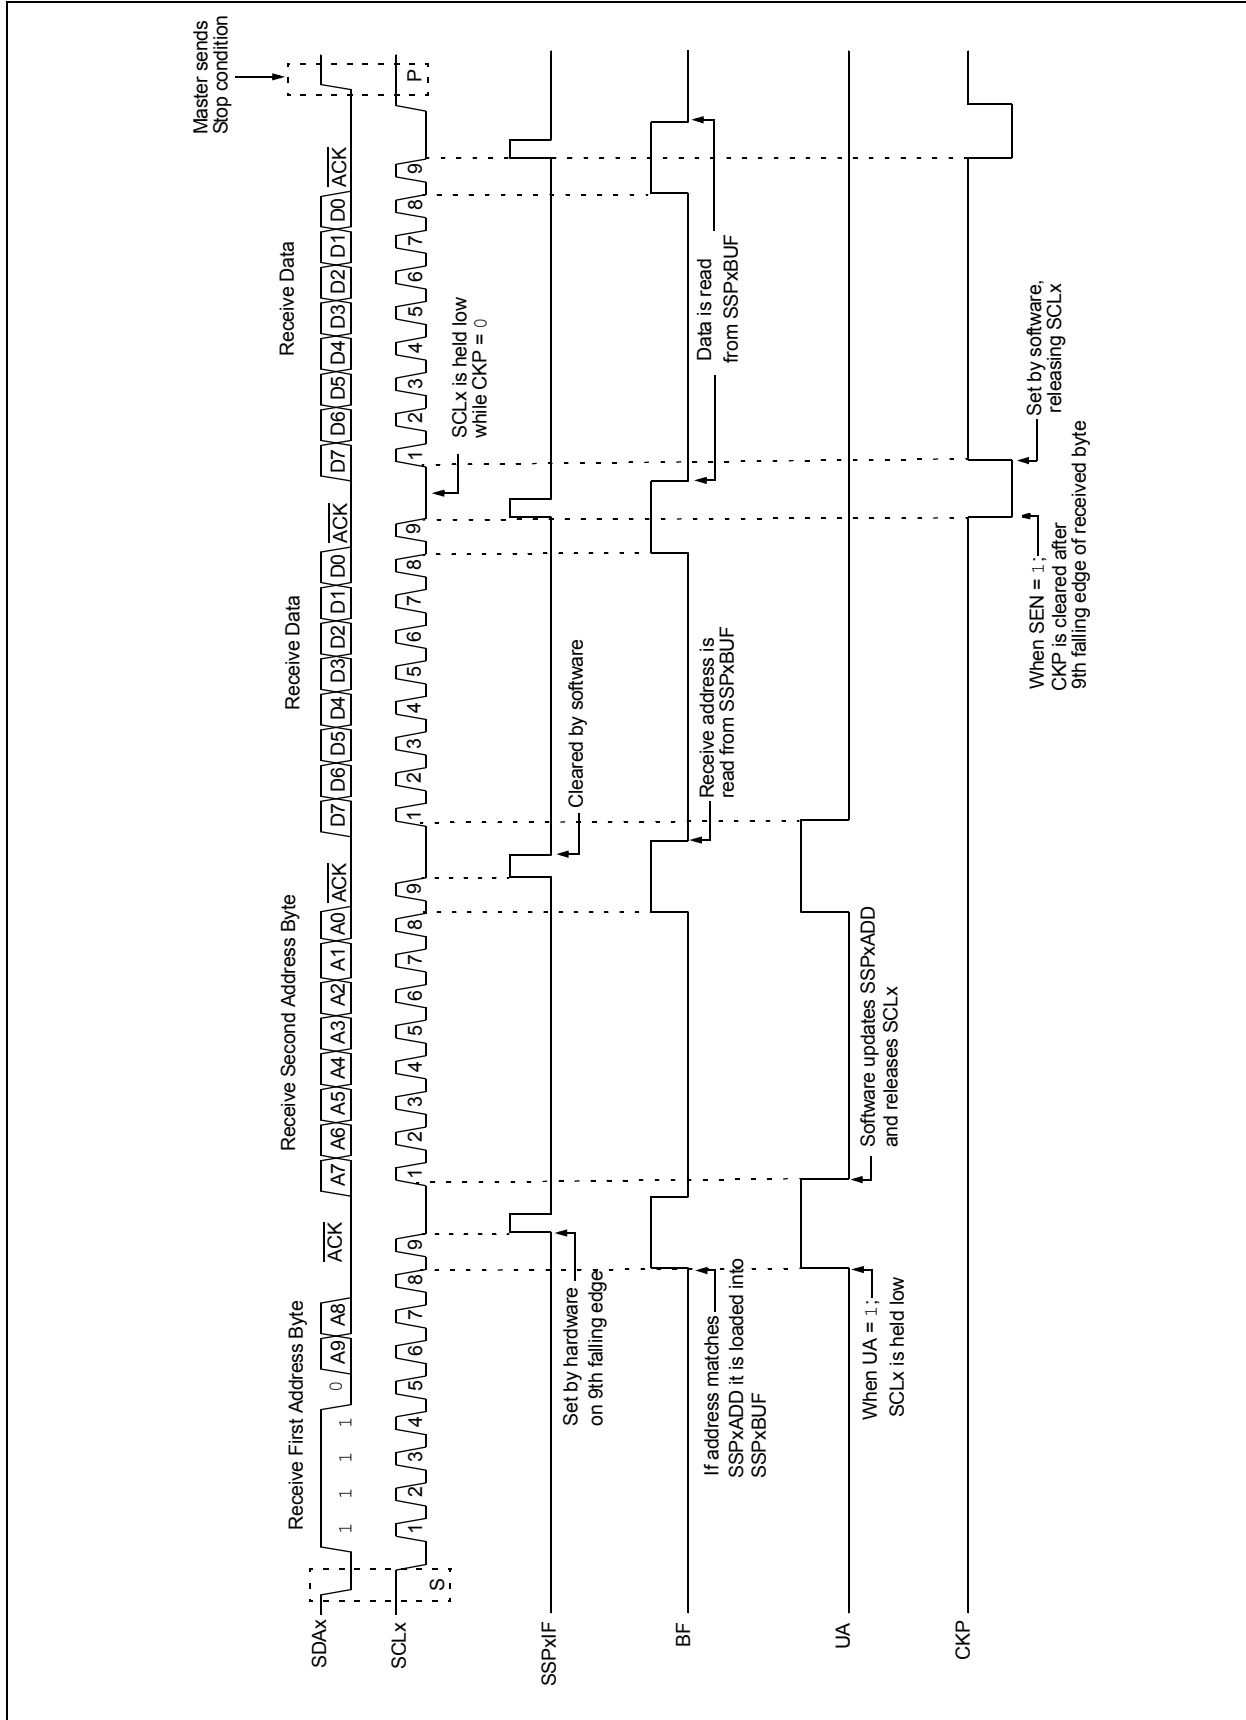 Master sends
Stop condition
Receive First Address Byte
Receive Second Address Byte
Receive Data
Receive Data
SDAx
1 1 1 1 0 A9 A8 ACK
A7 A6 A5 A4 A3 A2 A1 A0 ACK
D7 D6 D5 D4 D3 D2 D1 D0 ACK
D7 D6 D5 D4 D3 D2 D1 D0 ACK
SCLx
S
1 2 3 4 5 6 7 8 9
1 2 3 4 5 6 7 8 9
1 2 3 4 5 6 7 8 9
1 2 3 4 5 6 7 8 9
P
SCLx is held low
while CKP = 0
SSPxIF
Set by hardware
on 9th falling edge
Cleared by software
BF
If address matches
SSPxADD it is loaded into
SSPxBUF
Receive address is
read from SSPxBUF
Data is read
from SSPxBUF
UA
When UA = 1;
SCLx is held low
Software updates SSPxADD
and releases SCLx
CKP
When SEN = 1;
CKP is cleared after
9th falling edge of received byte
Set by software,
releasing SCLx